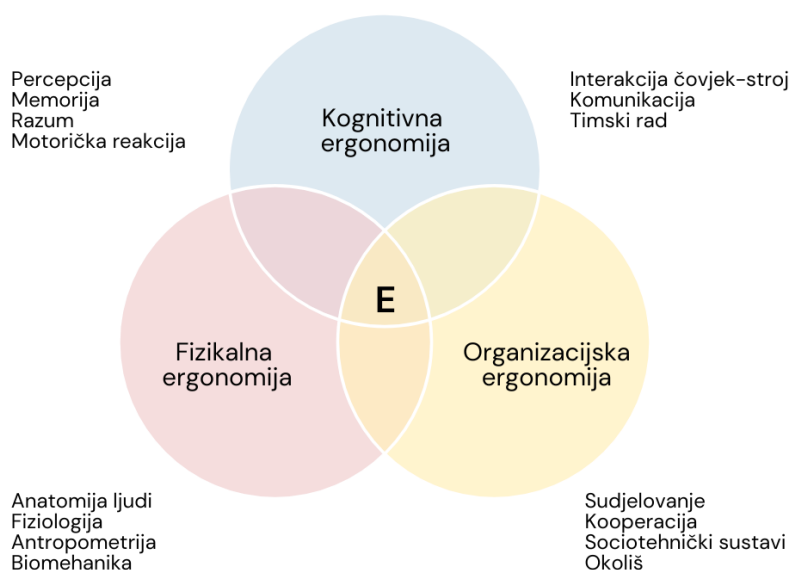 Percepcija
Memorija
Razum
Motorička reakcija
Interakcija čovjek-stroj
Komunikacija
Timski rad
Kognitivna
ergonomija
E
Fizikalna
ergonomija
Organizacijska
ergonomija
Anatomija ljudi
Fiziologija
Antropometrija
Biomehanika
Sudjelovanje
Kooperacija
Sociotehnički sustavi
Okoliš